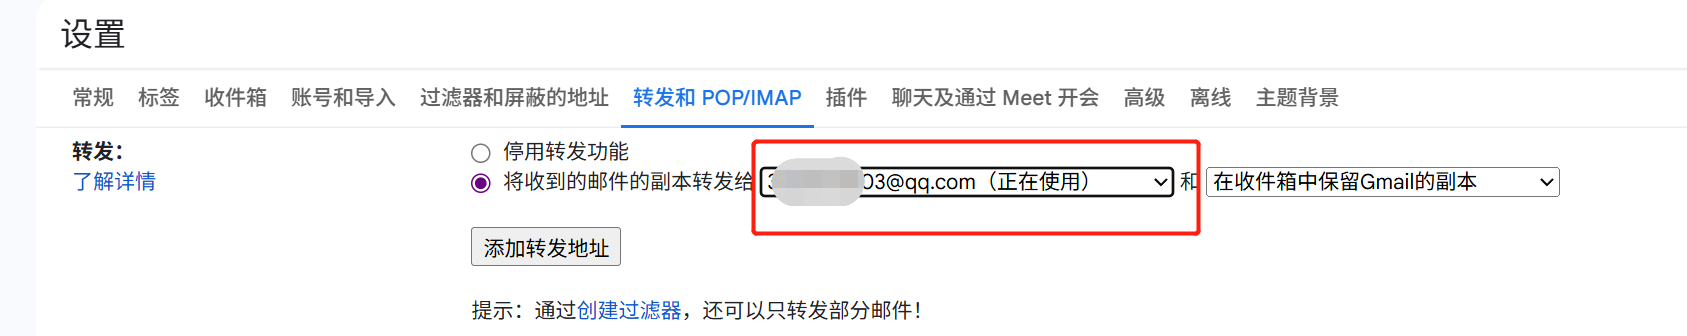 设置
常规 标签 收件箱 账号和导入 过滤器和屏蔽的地址 转发和 POP/IMAP 插件 聊天及通过 Meet 开会 高级 离线 主题背景
转发： 停用转发功能
了解详情 将收到的邮件的副本转发给 3 03@qq.com（正在使用） 和 在收件箱中保留Gmail的副本
添加转发地址
提示：通过创建过滤器，还可以只转发部分邮件！